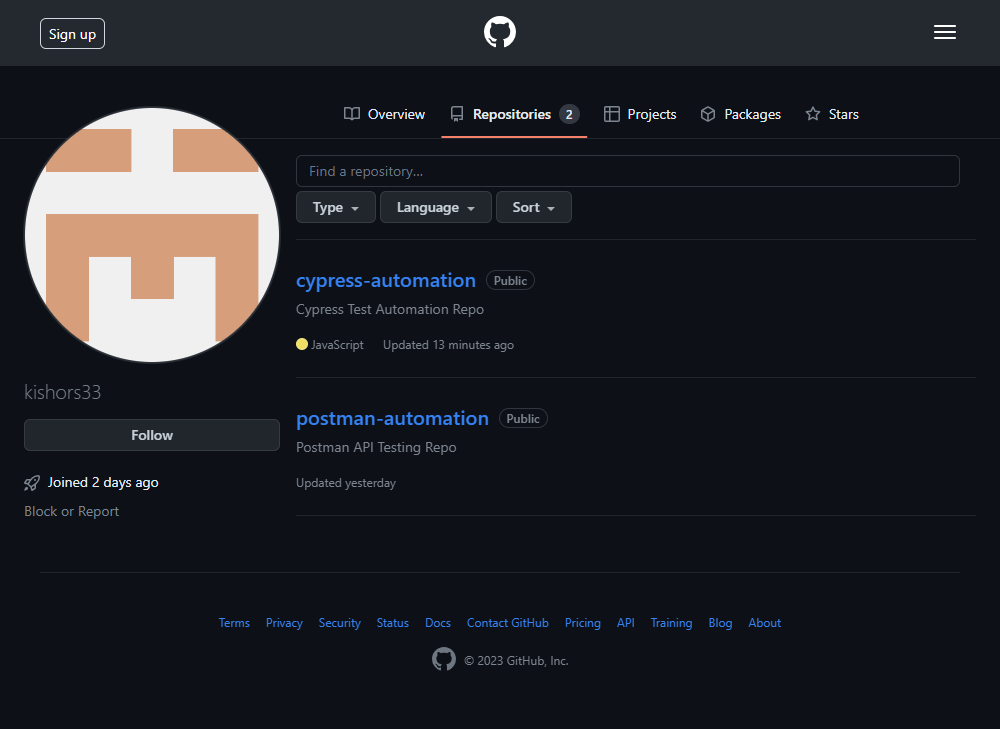 Sign up
Overview Repositories 2 Projects Packages Stars
Find a repository...
Type Language Sort
cypress-automation Public
Cypress Test Automation Repo
JavaScript Updated 13 minutes ago
kishors33
Follow
Joined 2 days ago
Block or Report
postman-automation Public
Postman API Testing Repo
Updated yesterday
Terms Privacy Security Status Docs Contact GitHub Pricing API Training Blog About
© 2023 GitHub, Inc.